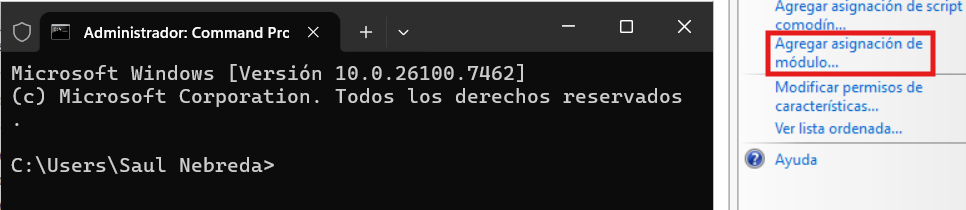 Administrador: Command Pro
Microsoft Windows [Versión 10.0.26100.7462]
(c) Microsoft Corporation. Todos los derechos reservados
.
C:\Users\Saul Nebreda>
Agregar asignación de script
comodín...
Agregar asignación de
módulo...
Modificar permisos de
características...
Ver lista ordenada...
Ayuda